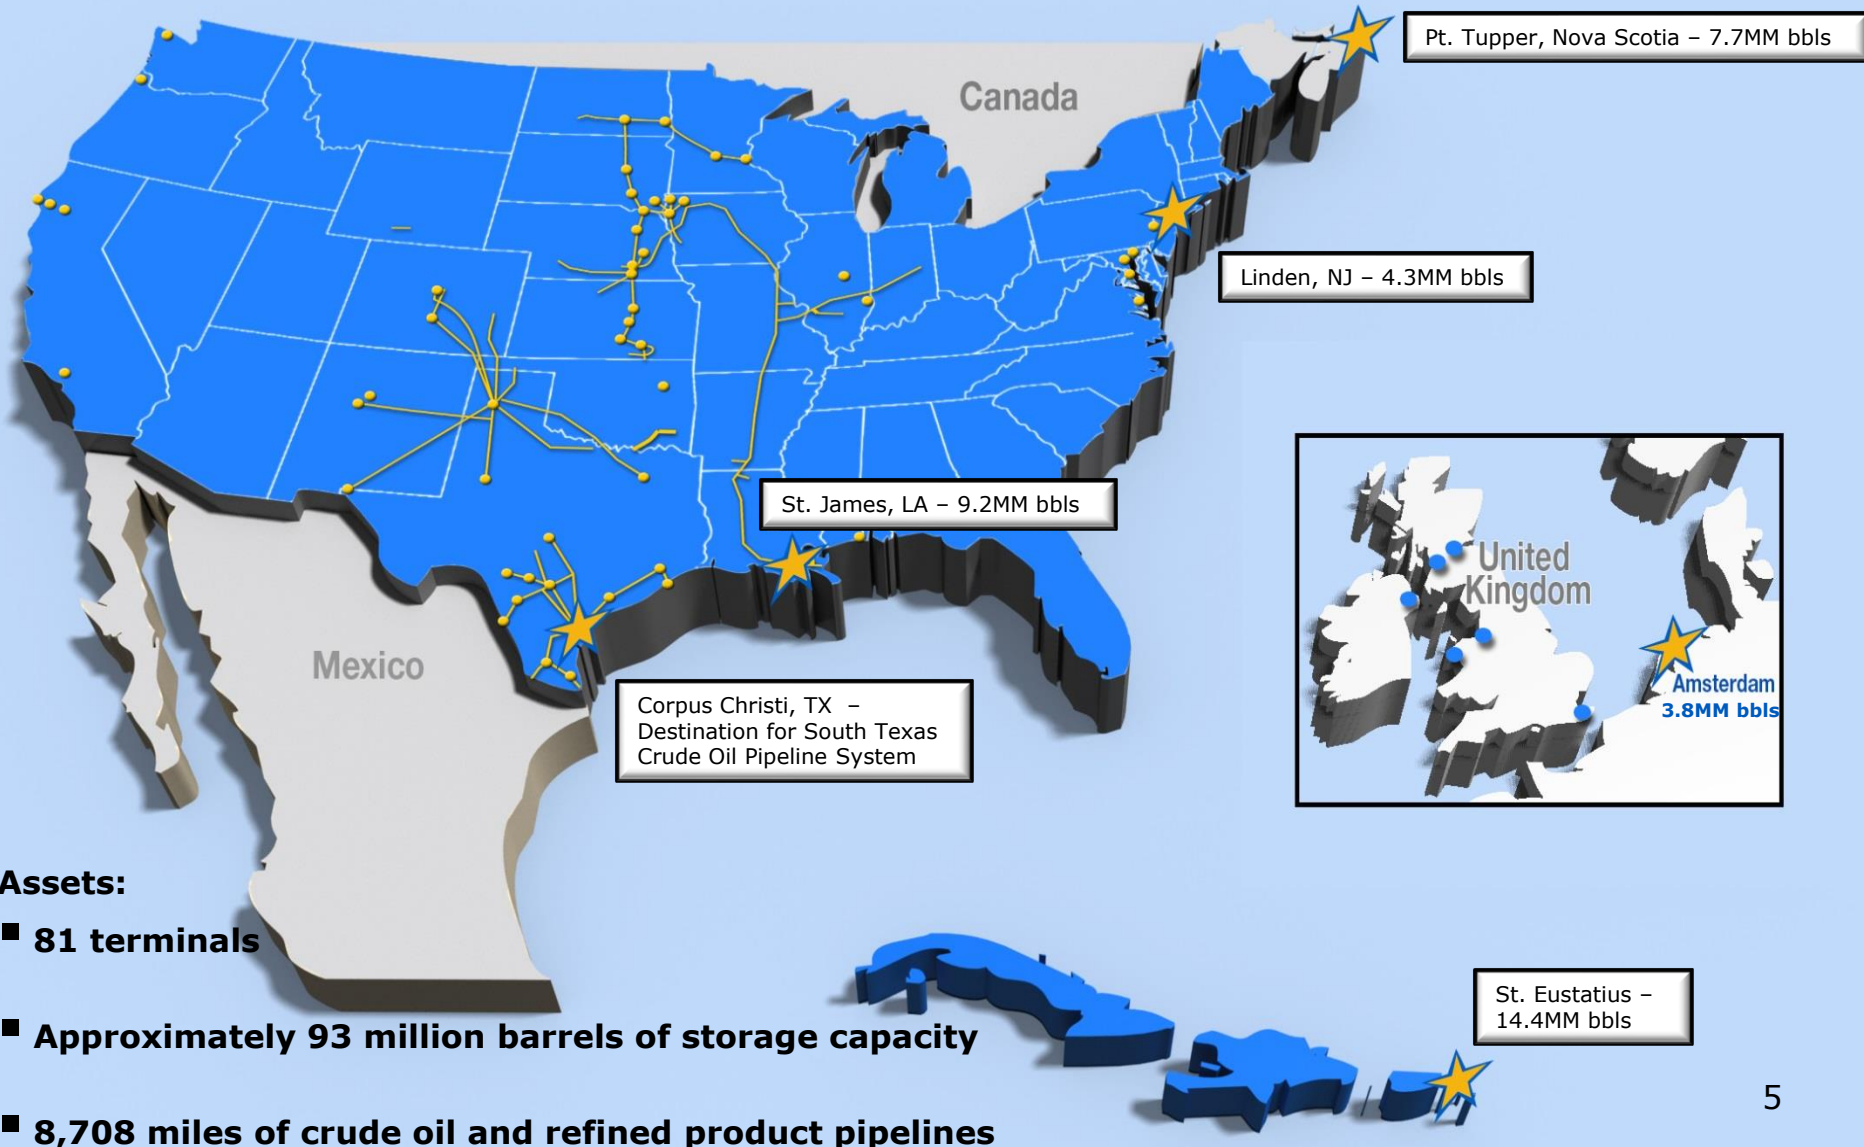 Pt. Tupper, Nova Scotia – 7.7MM bbls
Canada
Linden, NJ – 4.3MM bbls
St. James, LA – 9.2MM bbls
United
Kingdom
Mexico
Amsterdam
3.8MM bbls
Corpus Christi, TX –
Destination for South Texas
Crude Oil Pipeline System
Assets:
■ 81 terminals
■ Approximately 93 million barrels of storage capacity
■ 8,708 miles of crude oil and refined product pipelines
St. Eustatius –
14.4MM bbls
5